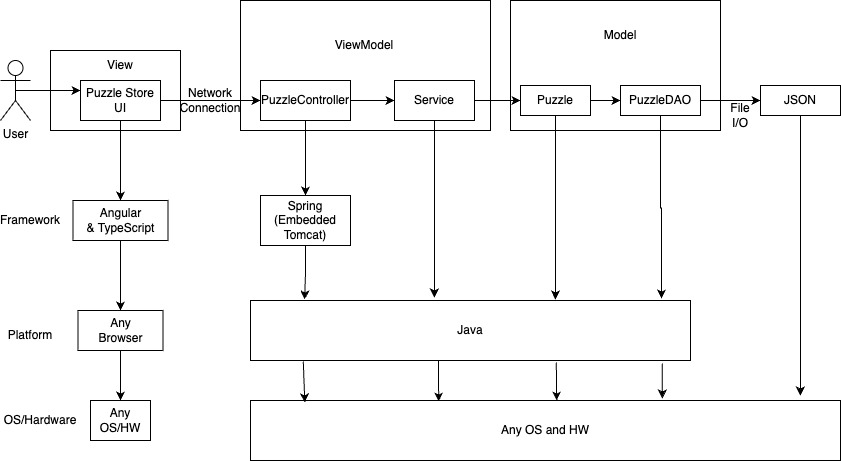 View
ViewModel
Model
Puzzle Store
UI
Network
Connection
PuzzleController
Service
Puzzle
PuzzleDAO
File
I/O
JSON
User
Framework
Angular
& TypeScript
Spring
(Embedded
Tomcat)
Platform
Any
Browser
Java
OS/Hardware
Any
OS/HW
Any OS and HW